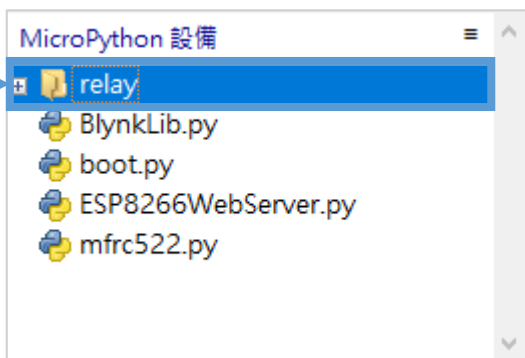 MicroPython 設備
relay
BlynkLib.py
boot.py
ESP8266WebServer.py
mfrc522.py